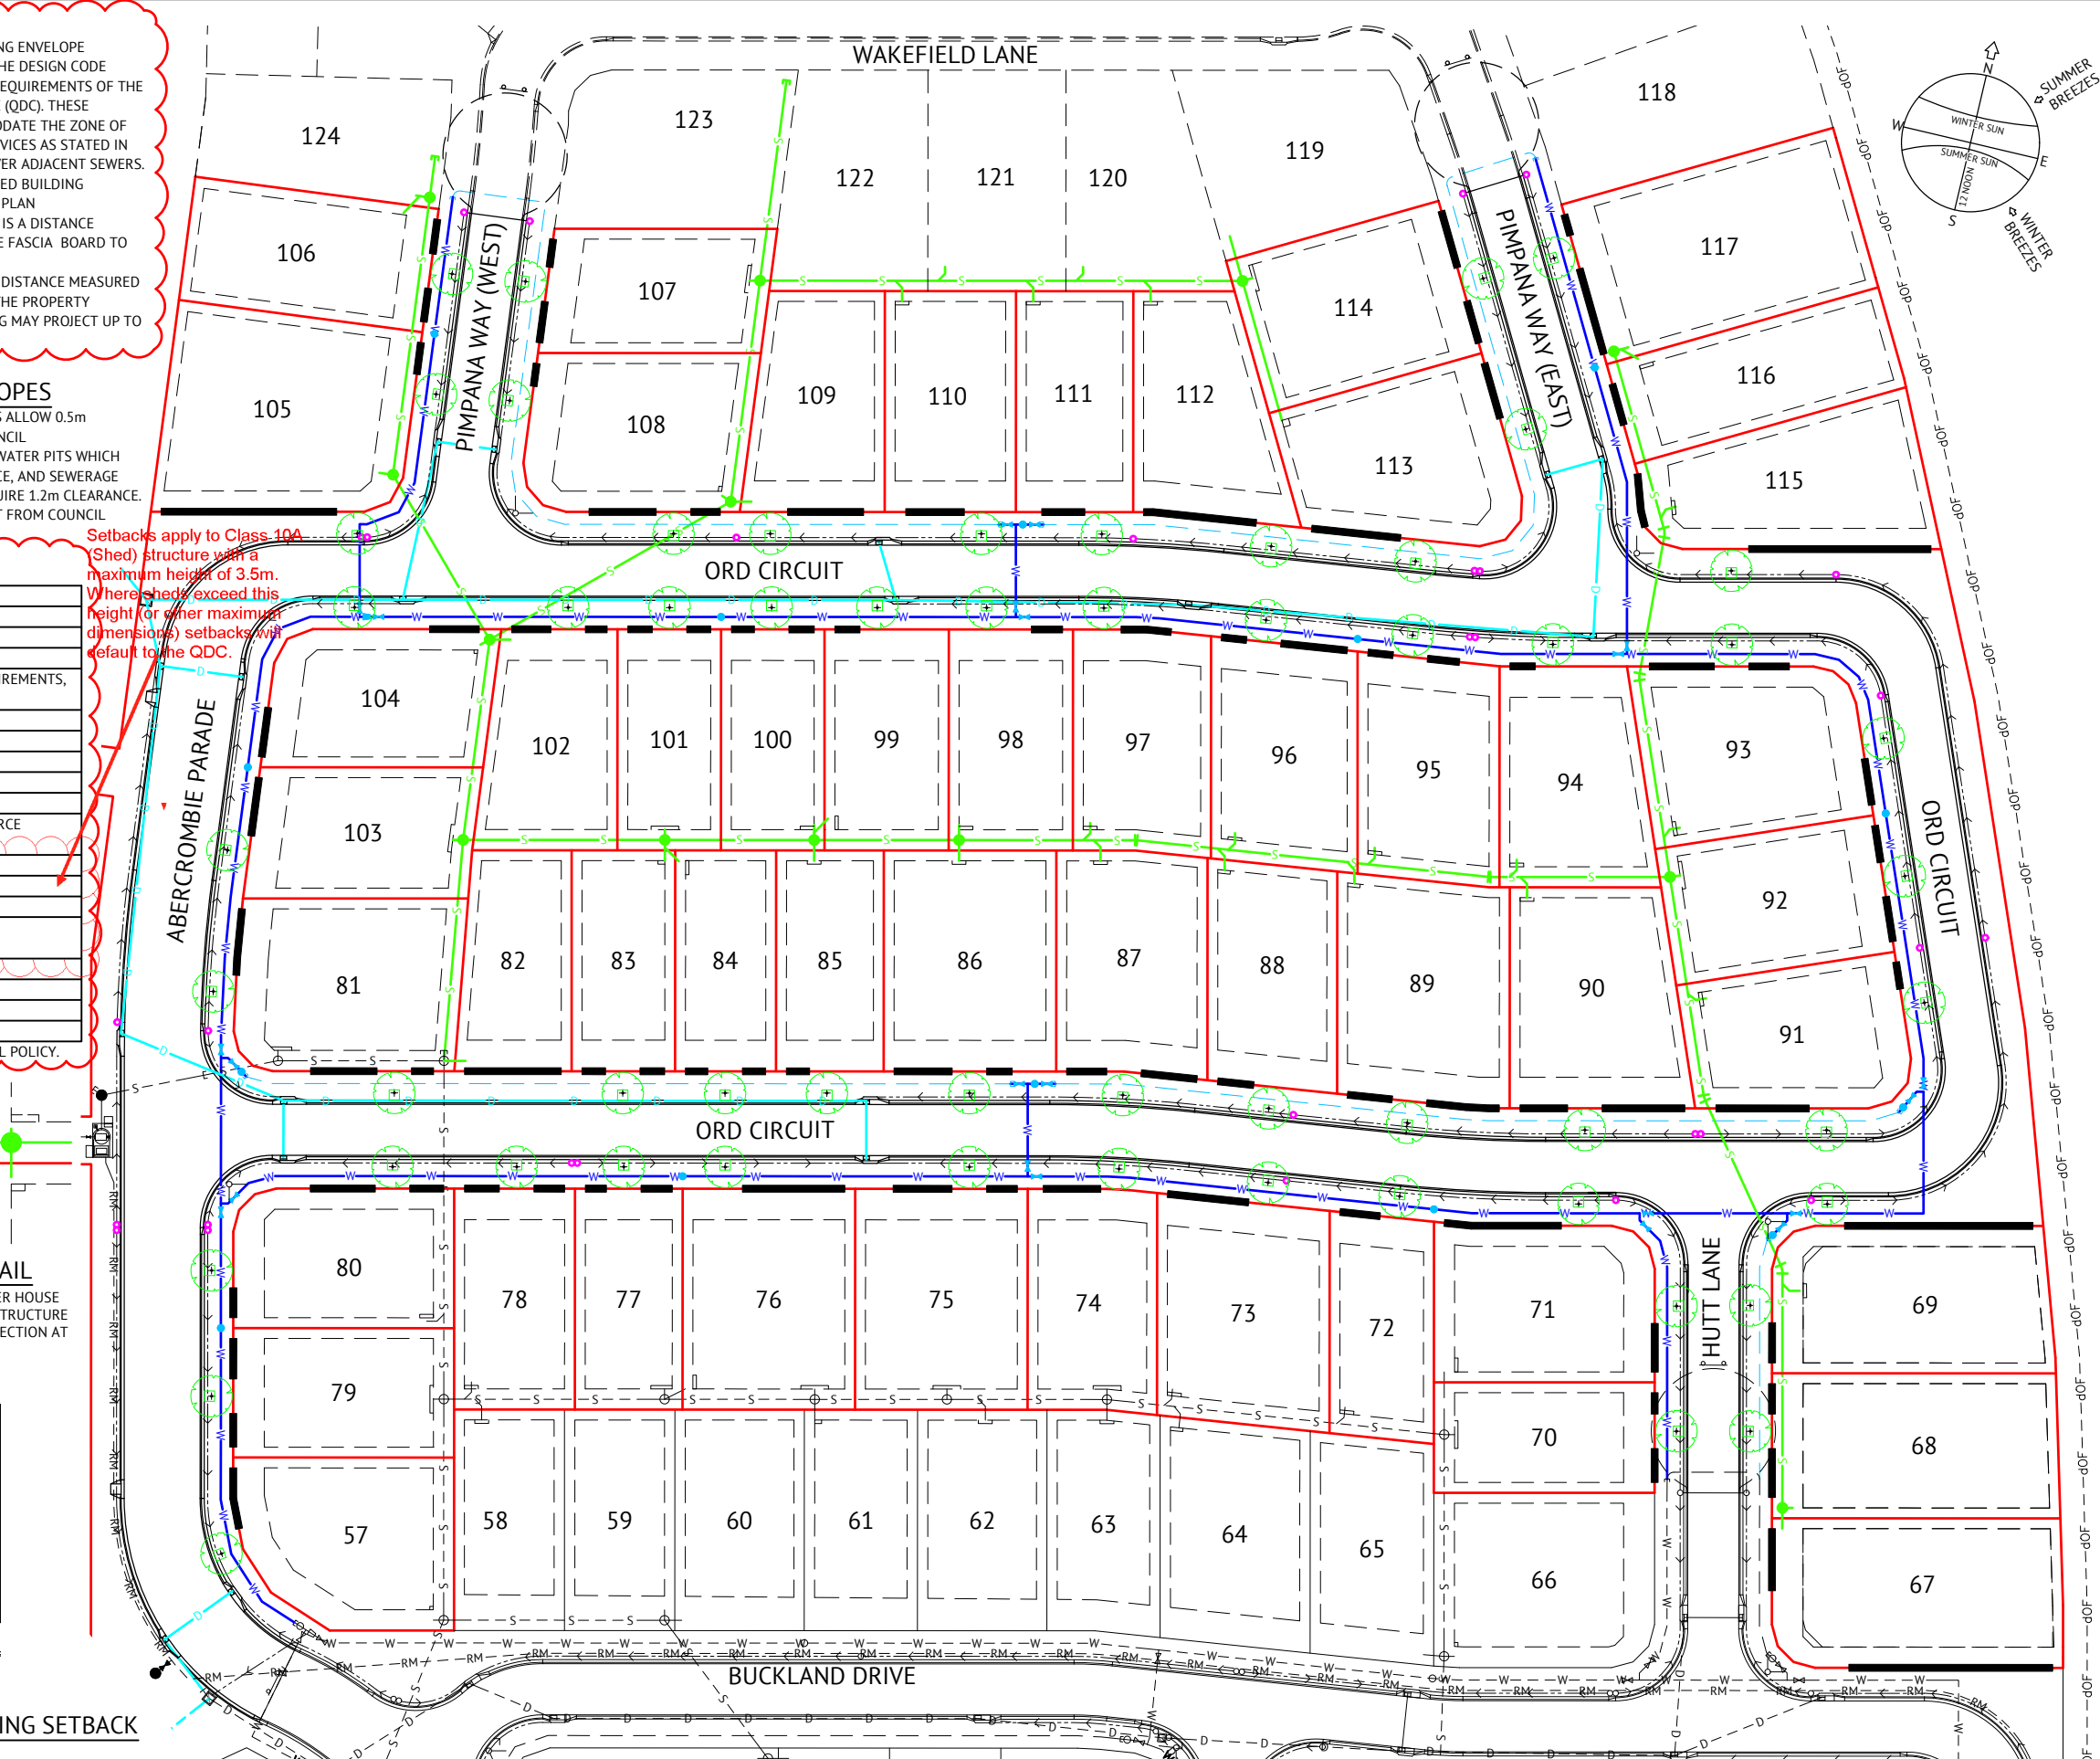 NG ENVELOPE
HE DESIGN CODE
EQUIREMENTS OF THE
(QDC). THESE
ODATE THE ZONE OF
VICES AS STATED IN
ER ADJACENT SEWERS.
ED BUILDING
PLAN
IS A DISTANCE
E FASCIA BOARD TO
DISTANCE MEASURED
THE PROPERTY
G MAY PROJECT UP TO
OPES
S ALLOW 0.5m
NCIL
WATER PITS WHICH
CE, AND SEWERAGE
UIRE 1.2m CLEARANCE.
T FROM COUNCIL
Setbacks apply to Class 10A
(Shed) structure with a
maximum height of 3.5m.
Where sheds exceed this
height (or other maximum
dimensions) setbacks will
default to the QDC.
IREMENTS,
RCE
L POLICY.
AIL
ER HOUSE
STRUCTURE
ECTION AT
ING SETBACK
WAKEFIELD LANE
PIMPANA WAY (WEST)
PIMPANA WAY (EAST)
ORD CIRCUIT
ABERCROMBIE PARADE
ORD CIRCUIT
ORD CIRCUIT
HUTT LANE
BUCKLAND DRIVE
N
SUMMER
BREEZES
W
WINTER SUN
SUMMER SUN
E
12 NOON
S
WINTER
BREEZES
124
123
122
121
120
119
118
106
107
114
117
105
108
109
110
111
112
113
116
115
104
102
101
100
99
98
97
96
95
94
93
103
92
81
82
83
84
85
86
87
88
89
90
91
80
78
77
76
75
74
73
72
71
69
79
70
68
57
58
59
60
61
62
63
64
65
66
67